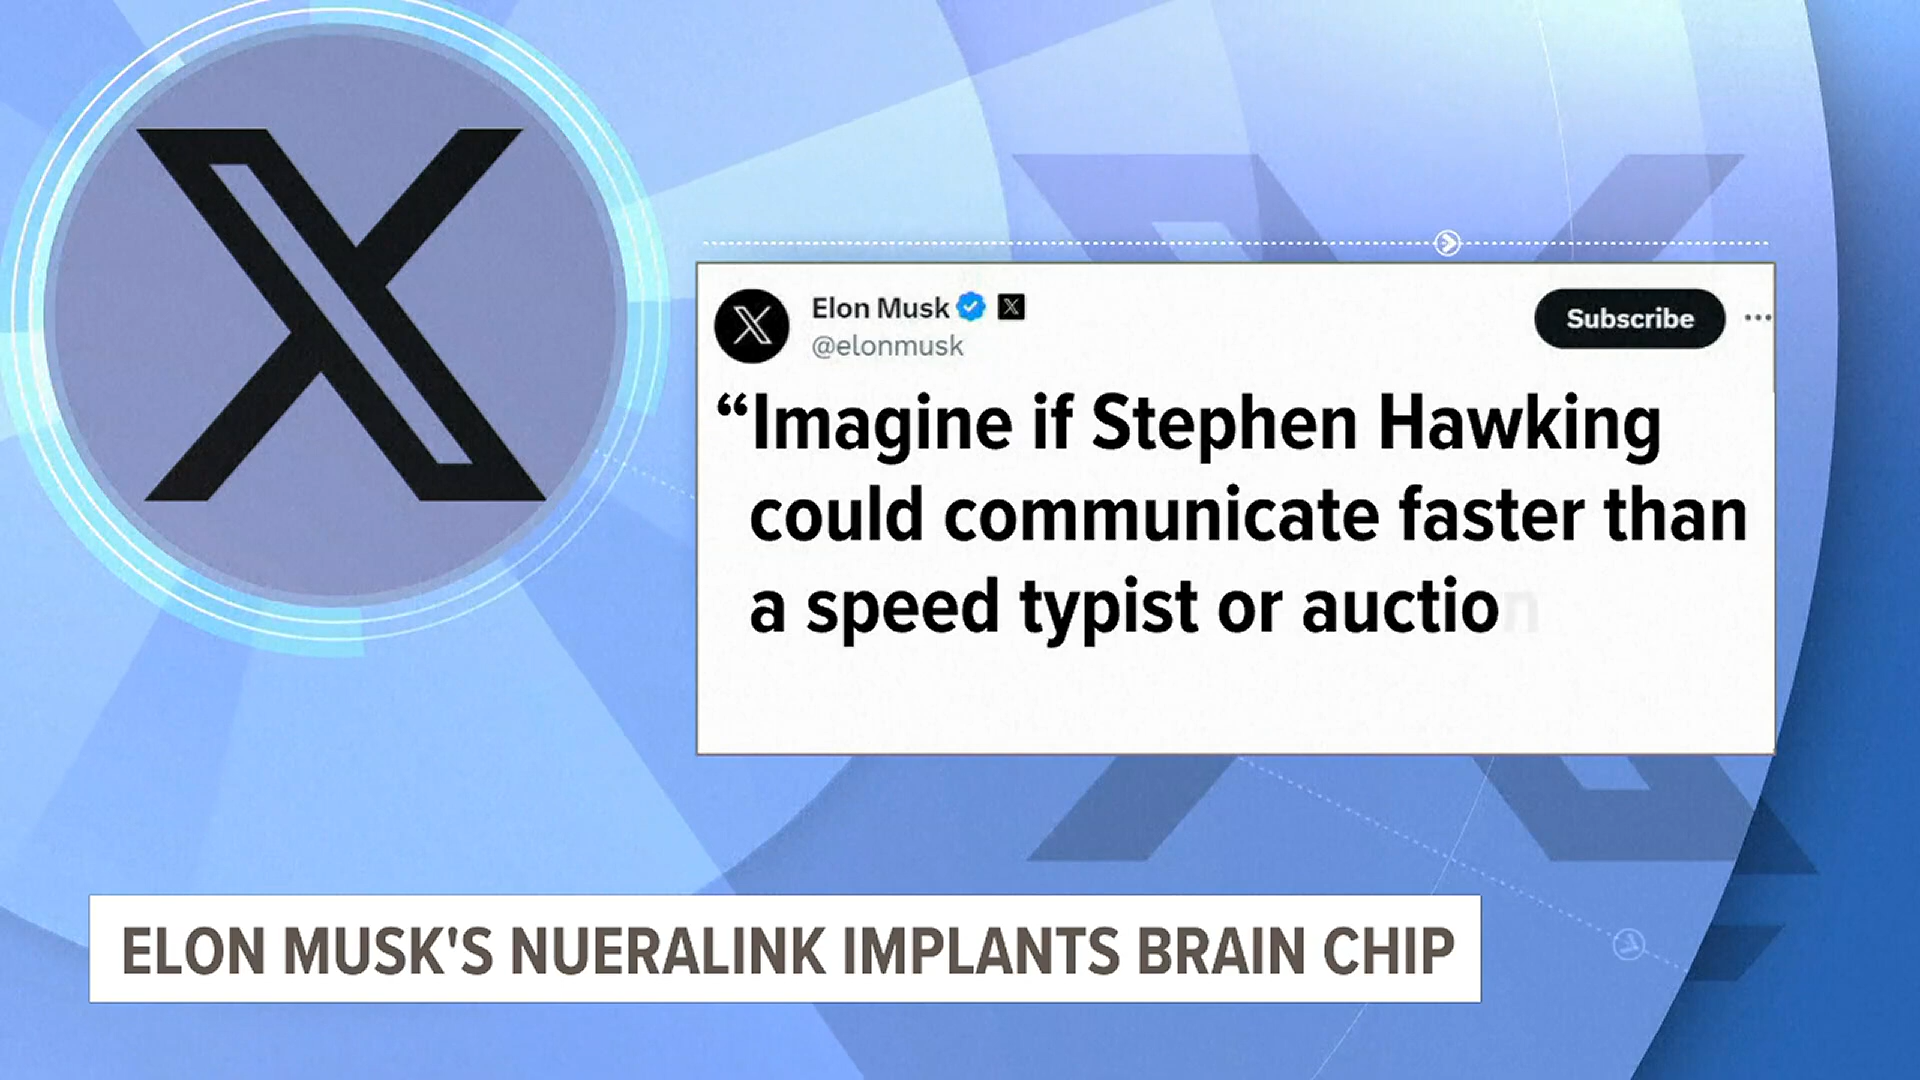 Elon Musk
@elonmusk
Subscribe
“Imagine if Stephen Hawking
could communicate faster than
a speed typist or auction
ELON MUSK'S NUERALINK IMPLANTS BRAIN CHIP